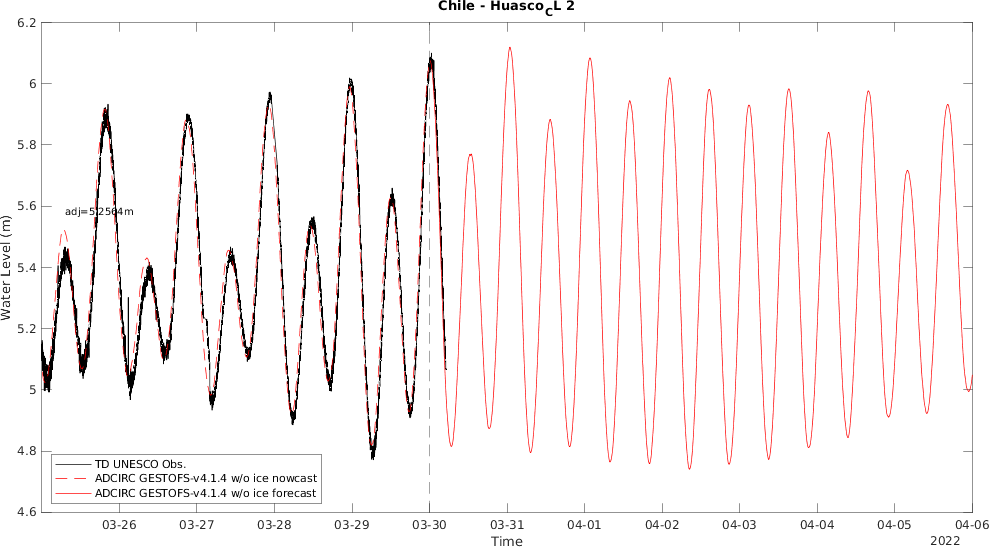 Chile - Huasco_CL 2
6.2
6
5.8
5.6
5.4
5.2
5
4.8
4.6
Water Level (m)
adj=5.2564m
TD UNESCO Obs.
ADCIRC GESTOFS-v4.1.4 w/o ice nowcast
ADCIRC GESTOFS-v4.1.4 w/o ice forecast
03-26 03-27 03-28 03-29 03-30 03-31 04-01 04-02 04-03 04-04 04-05 04-06
Time
2022